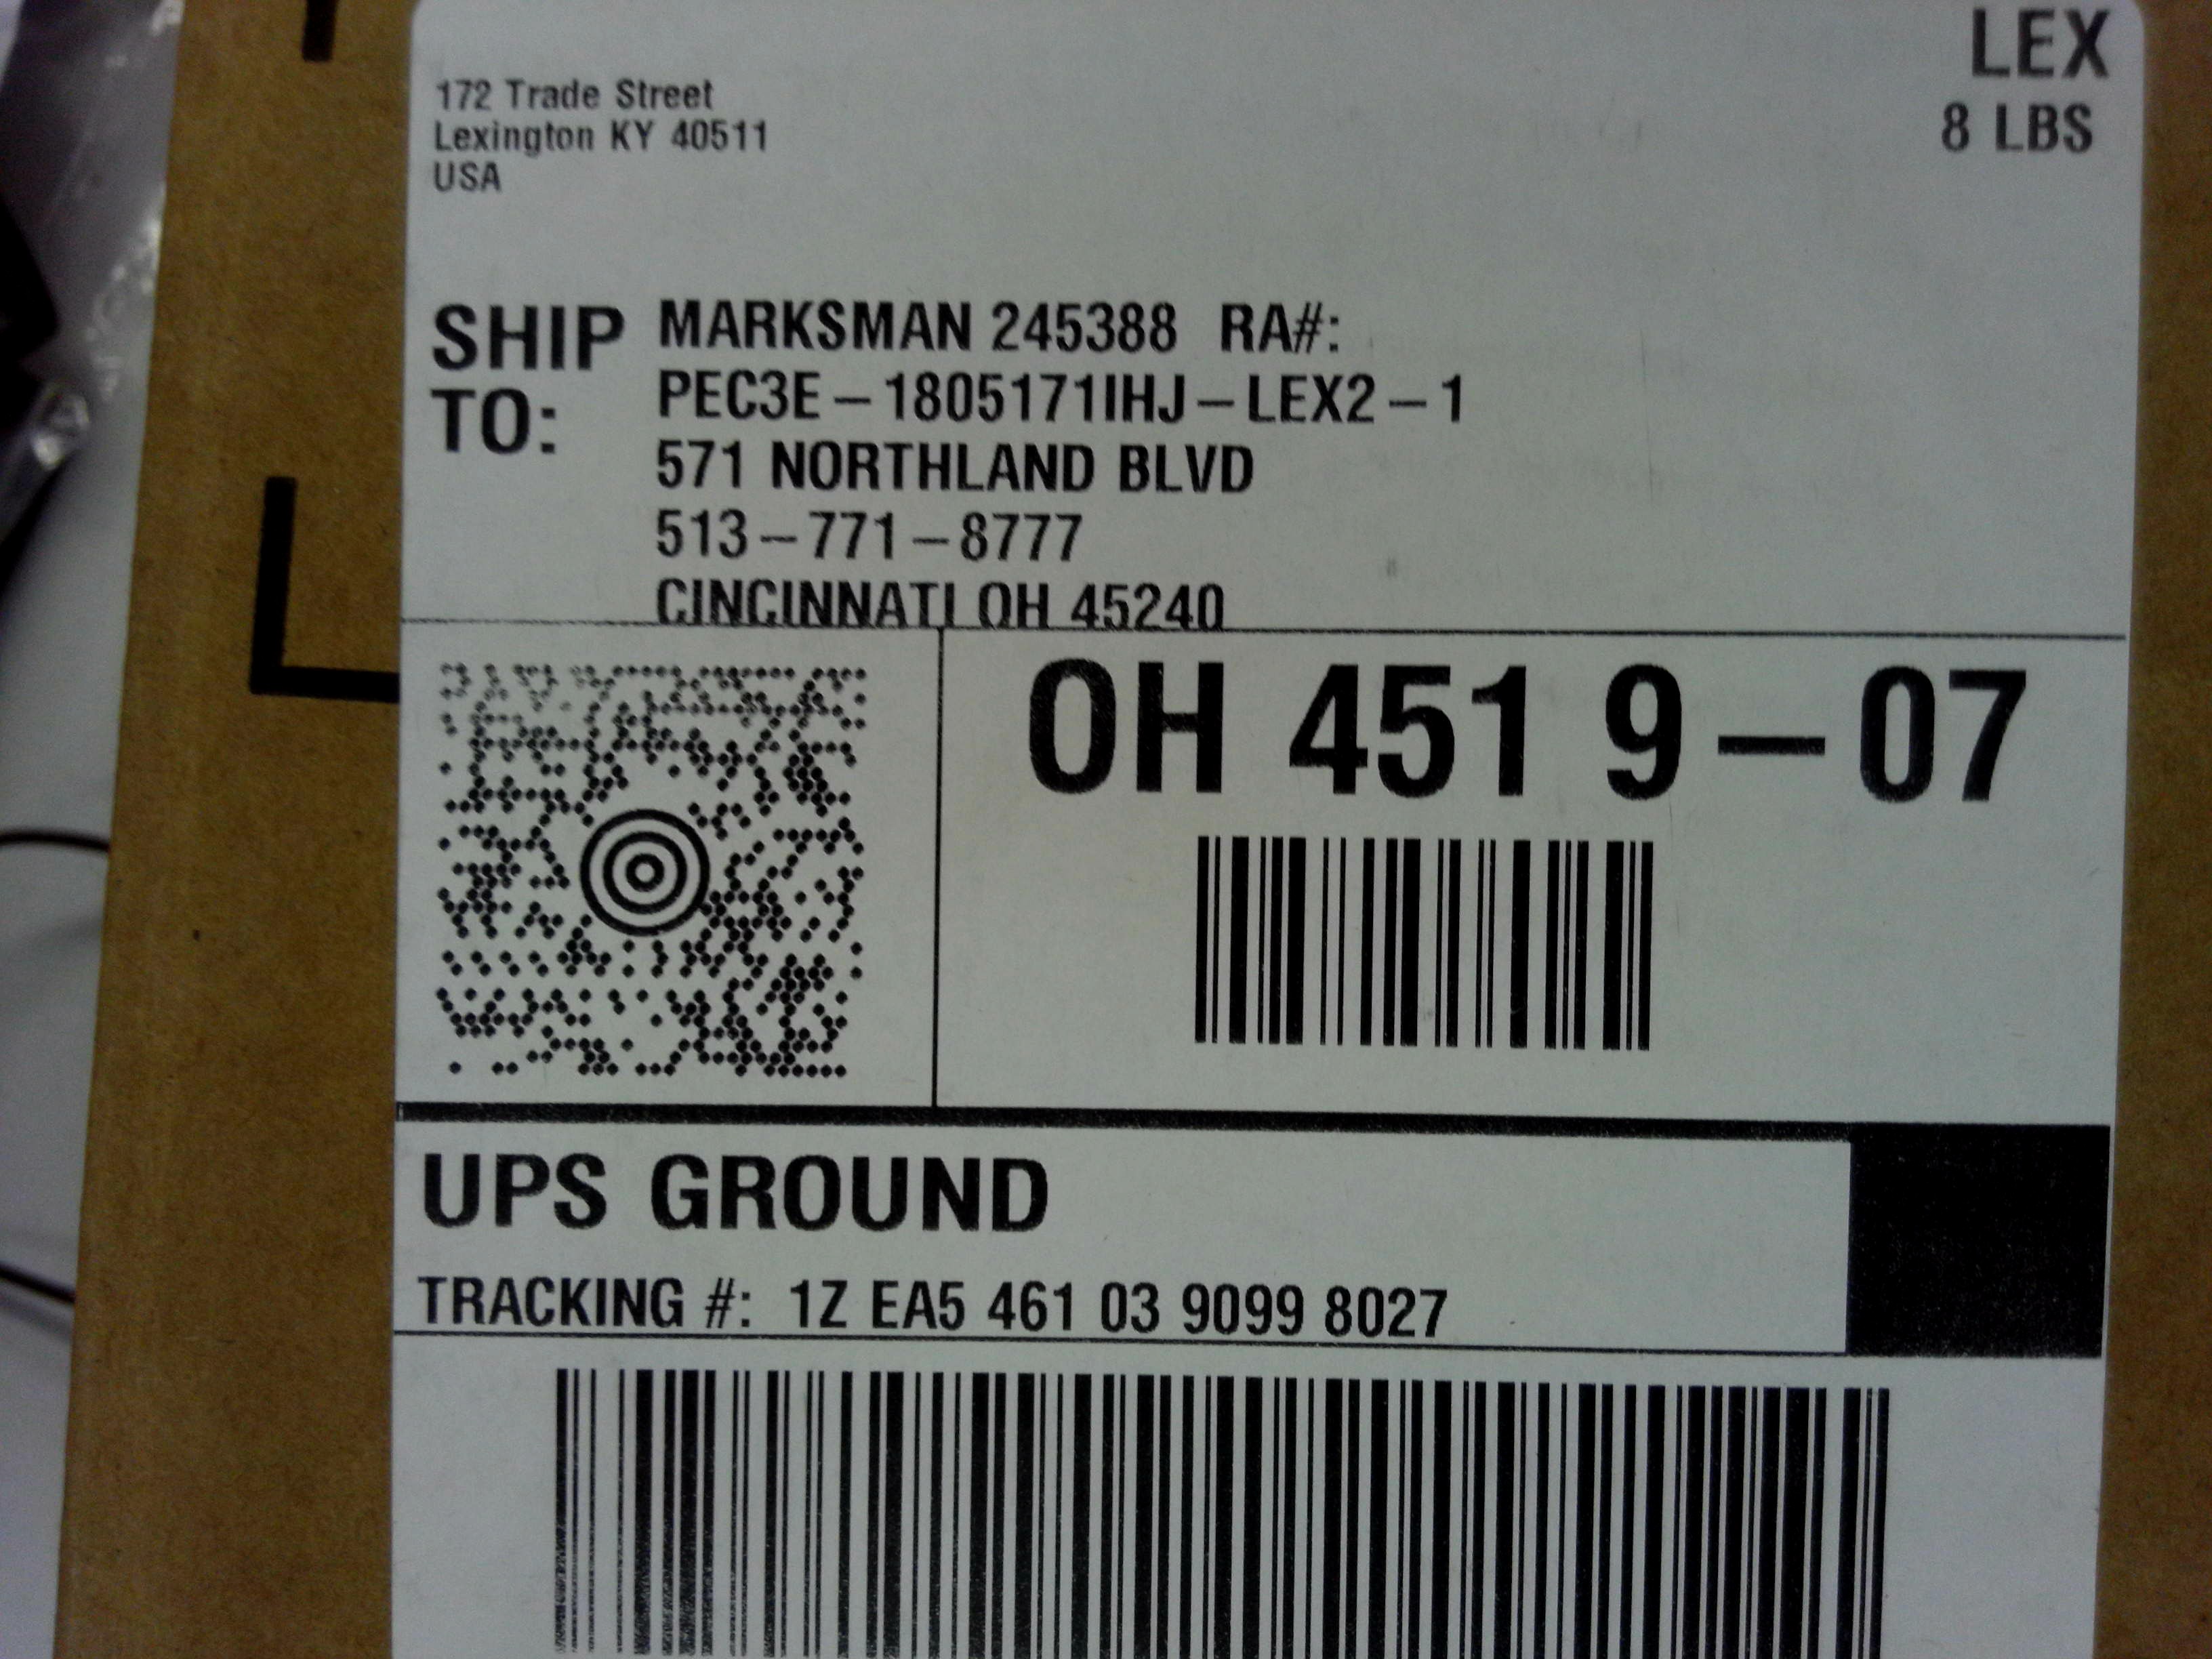 LEX
172 Trade Street
8 LBS
Lexington KY 40511
USA
SHIP TO:
MARKSMAN 245388 RA#:
PEC3E-1805171IHJ-LEX2-1
571 NORTHLAND BLVD
513-771-8777
CINCINNATI OH 45240
OH 451 9-07
UPS GROUND
TRACKING #: 1Z EA5 461 03 9099 8027